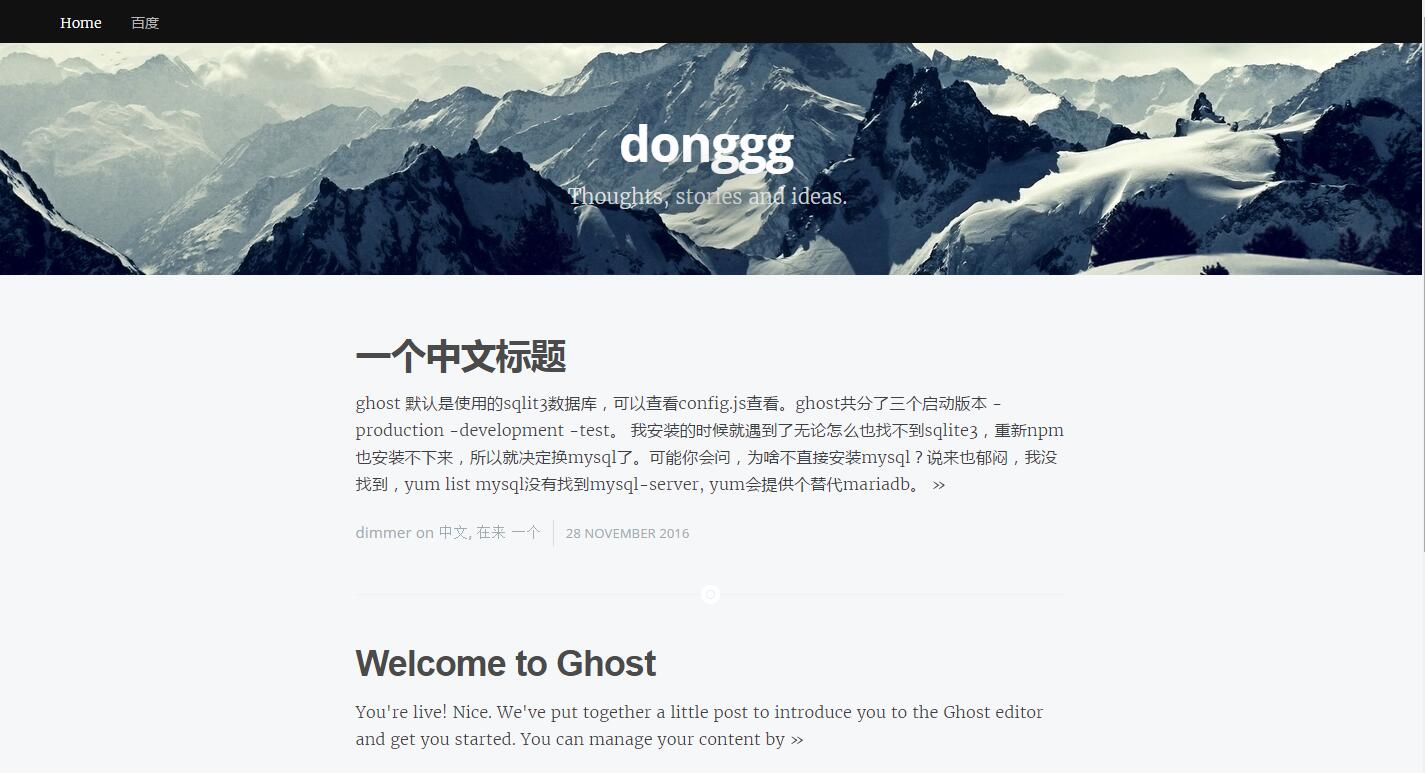 Home 百度
donggg
Thoughts, stories and ideas.
一个中文标题
ghost 默认是使用的sqlit3数据库，可以查看config.js查看。ghost共分了三个启动版本 -
production -development -test。 我安装的时候就遇到了无论怎么也找不到sqlite3，重新npm
也安装不下来，所以就决定换mysql了。可能你会问，为啥不直接安装mysql？说来也郁闷，我没
找到，yum list mysql没有找到mysql-server, yum会提供个替代mariadb。 »
dimmer on 中文, 在来 一个 28 NOVEMBER 2016
Welcome to Ghost
You're live! Nice. We've put together a little post to introduce you to the Ghost editor
and get you started. You can manage your content by »